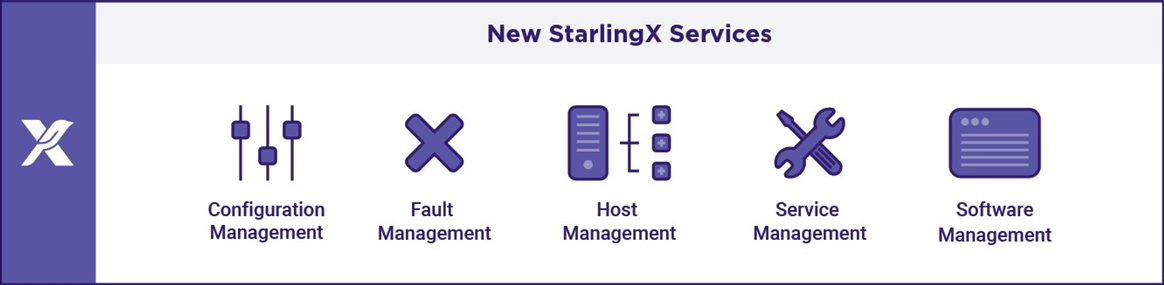 New StarlingX Services
Configuration
Management
Fault
Management
Host
Management
Service
Management
Software
Management